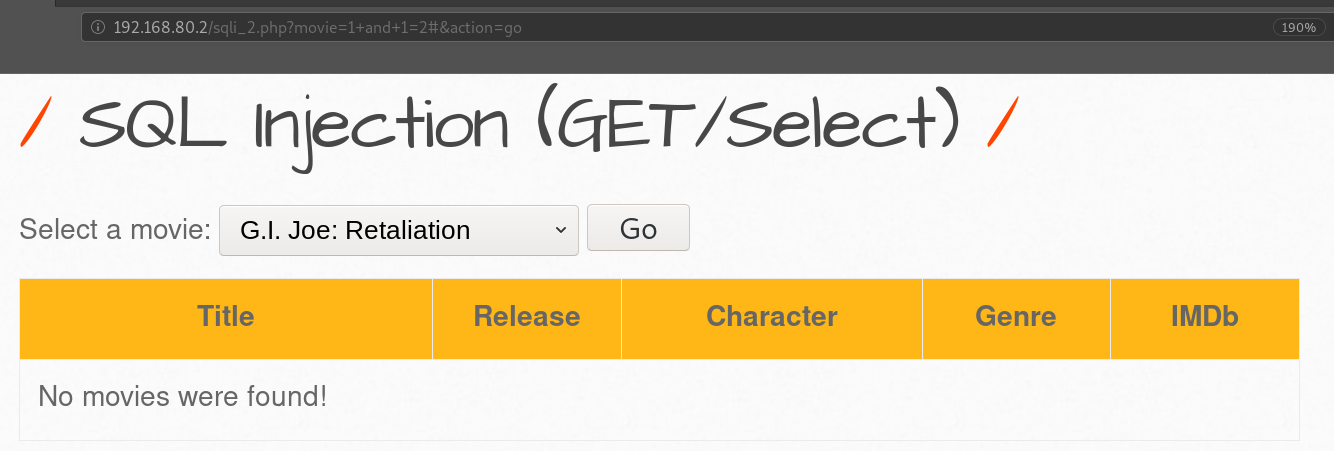 192.168.80.2/sqli_2.php?movie=1+and+1=2#&action=go 190%
/ SQL Injection (GET/Select) /
Select a movie: G.I. Joe: Retaliation Go
Title Release Character Genre IMDb
No movies were found!